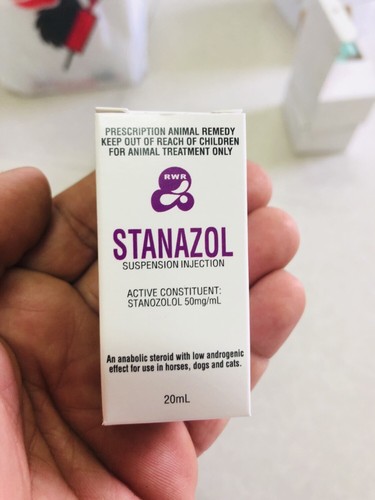 PRESCRIPTION ANIMAL REMEDY
KEEP OUT OF REACH OF CHILDREN
FOR ANIMAL TREATMENT ONLY
RWR
STANAZOL
SUSPENSION INJECTION
ACTIVE CONSTITUENT:
STANOZOLOL 50mg/mL
An anabolic steroid with low androgenic
effect for use in horses, dogs and cats.
20mL